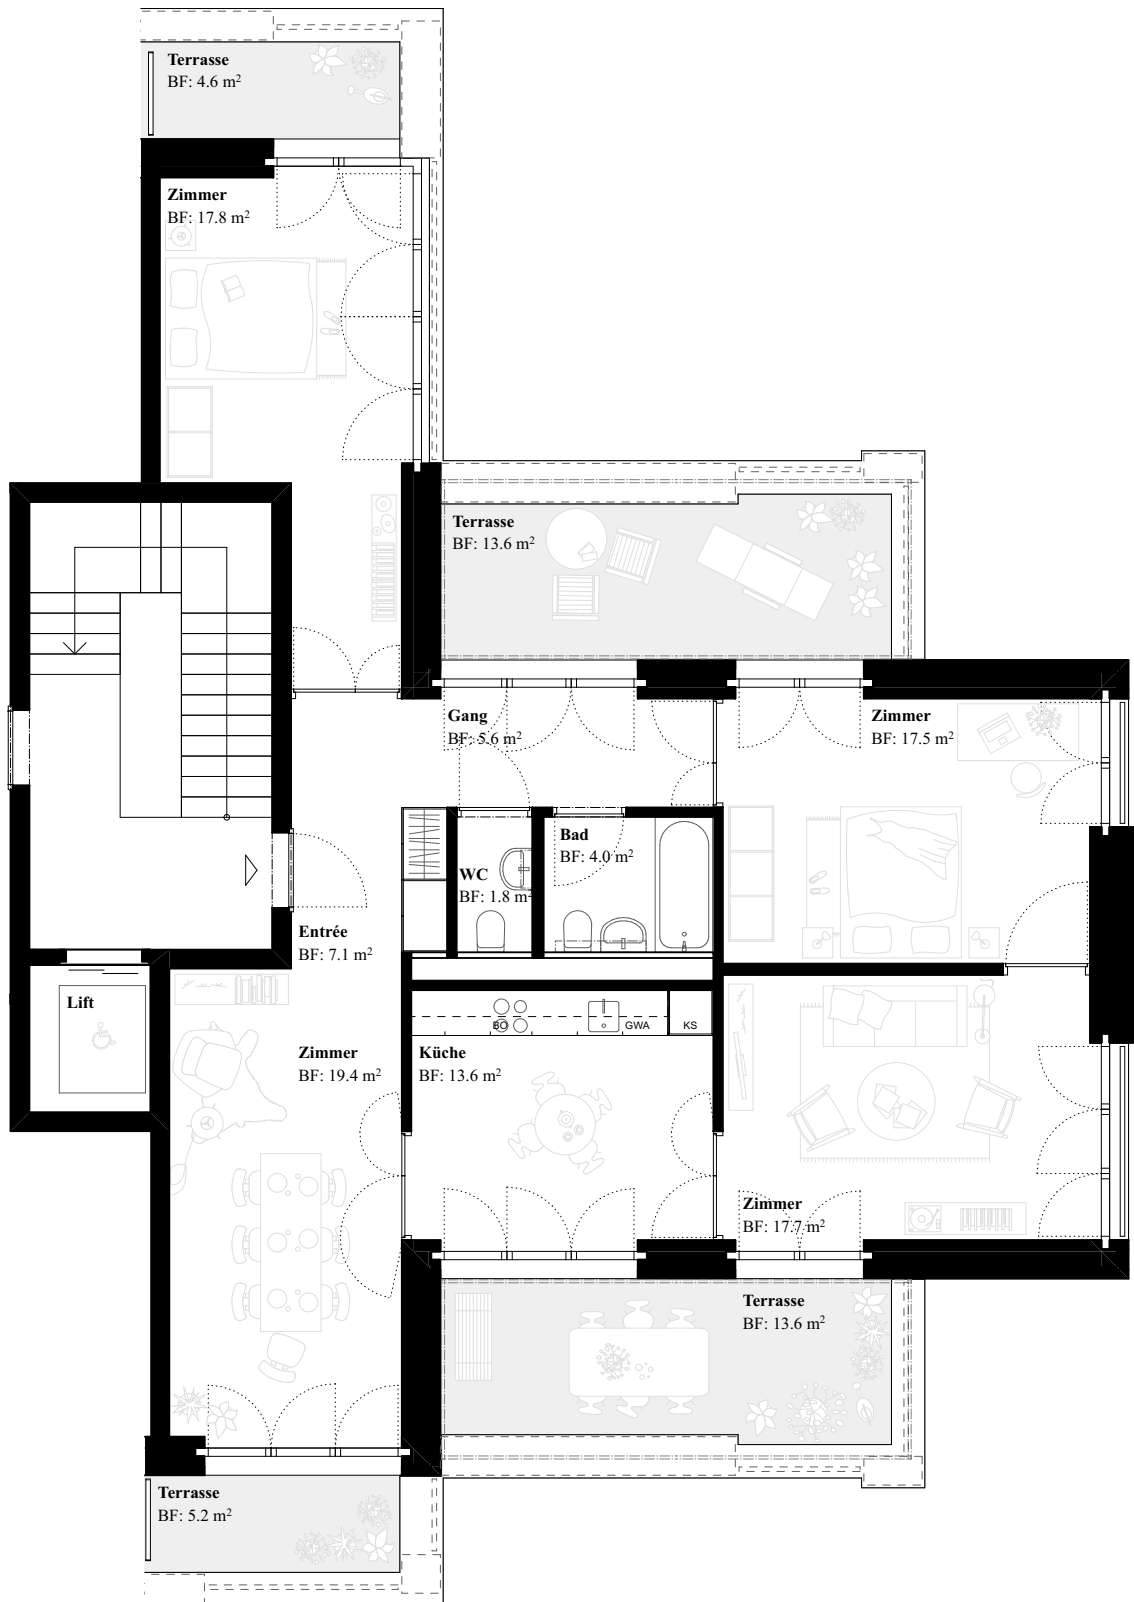 Terrasse
BF: 4.6 m²
Zimmer
BF: 17.8 m²
Terrasse
BF: 13.6 m²
Gang
BF: 5.6 m²
Zimmer
BF: 17.5 m²
Bad
BF: 4.0 m²
WC
BF: 1.8 m²
Entrée
BF: 7.1 m²
Lift
BO
GWA
KS
Zimmer
BF: 19.4 m²
Küche
BF: 13.6 m²
Zimmer
BF: 17.7 m²
Terrasse
BF: 13.6 m²
Terrasse
BF: 5.2 m²